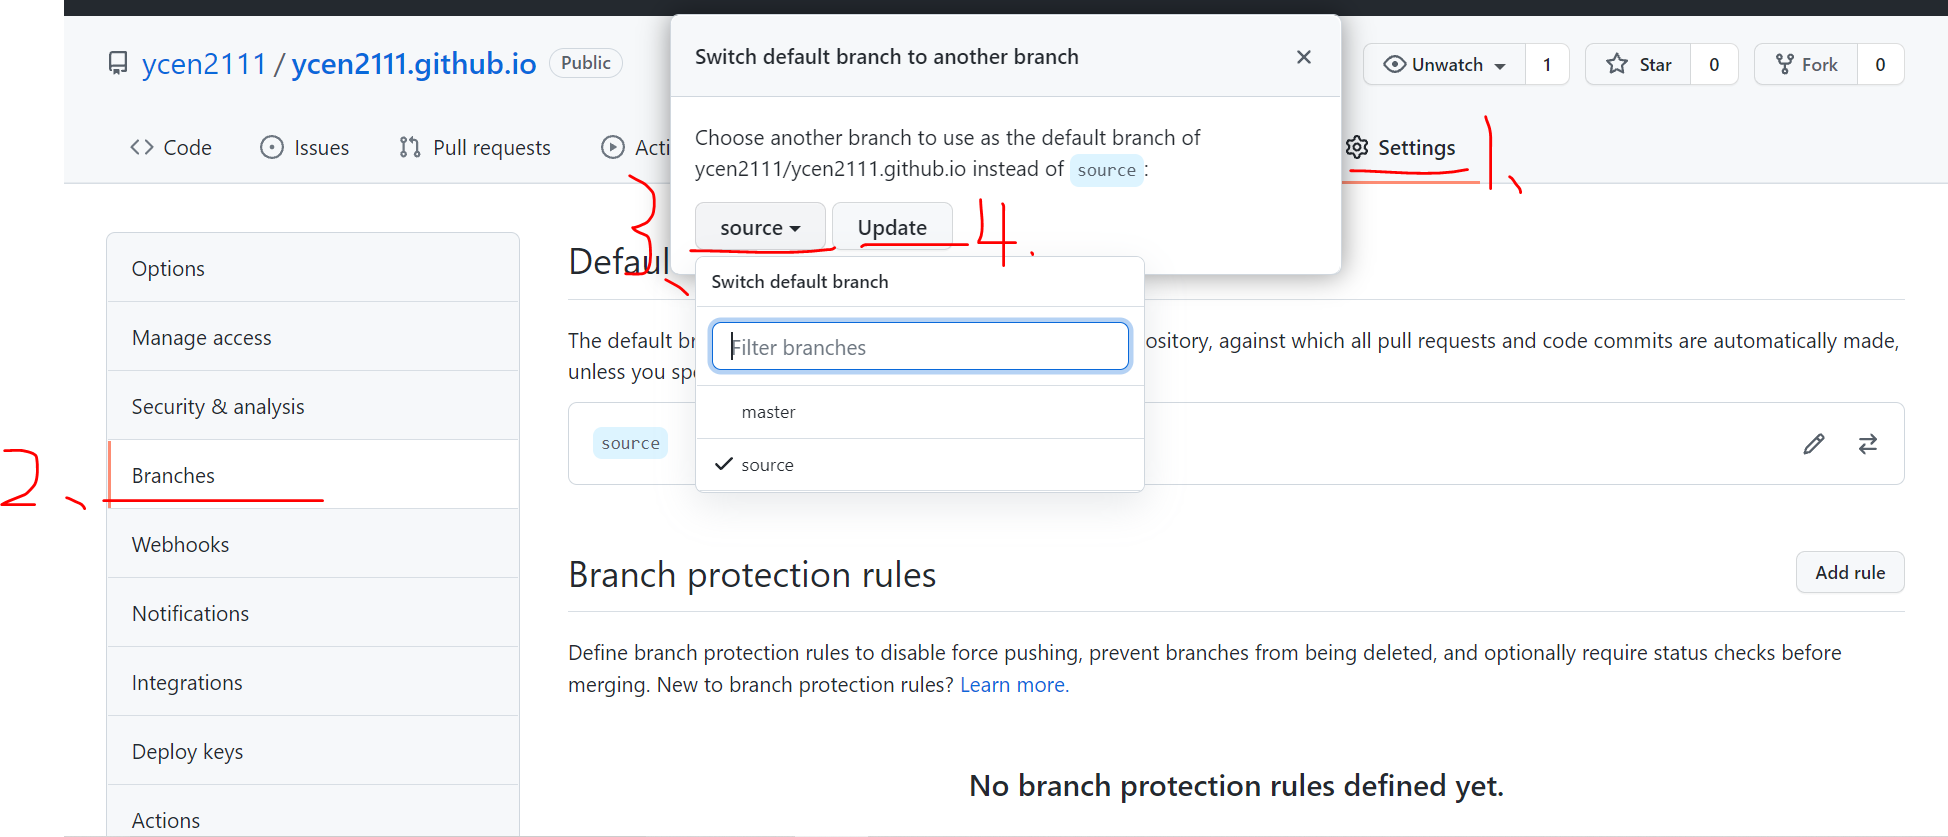 ycen2111 / ycen2111.github.io Public
Unwatch 1 Star 0 Fork 0
Code Issues Pull requests Acti Settings
1、
Switch default branch to another branch
Choose another branch to use as the default branch of
ycen2111/ycen2111.github.io instead of source:
3、
source Update
4.
Switch default branch
Filter branches
master
source
Options
Manage access
Security & analysis
2、
Branches
Webhooks
Notifications
Integrations
Deploy keys
Actions
Defaul
The default br ository, against which all pull requests and code commits are automatically made,
unless you spe
source
Branch protection rules Add rule
Define branch protection rules to disable force pushing, prevent branches from being deleted, and optionally require status checks before
merging. New to branch protection rules? Learn more.
No branch protection rules defined yet.